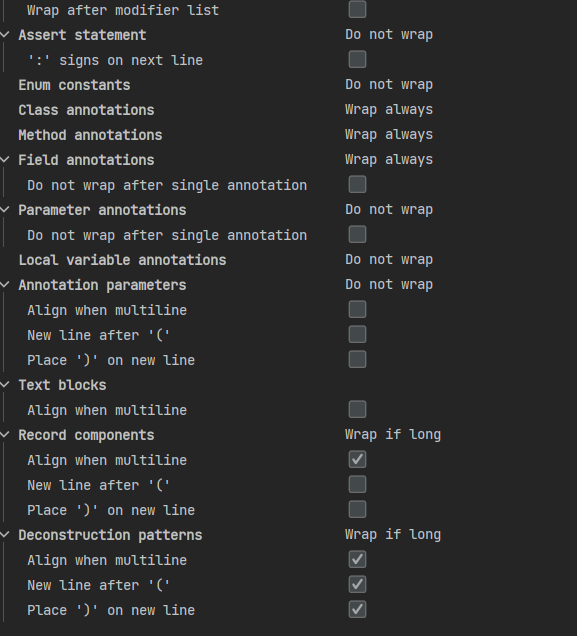 Wrap after modifier list
Assert statement Do not wrap
':' signs on next line
Enum constants Do not wrap
Class annotations Wrap always
Method annotations Wrap always
Field annotations Wrap always
Do not wrap after single annotation
Parameter annotations Do not wrap
Do not wrap after single annotation
Local variable annotations Do not wrap
Annotation parameters Do not wrap
Align when multiline
New line after '('
Place ')' on new line
Text blocks
Align when multiline
Record components Wrap if long
Align when multiline
New line after '('
Place ')' on new line
Deconstruction patterns Wrap if long
Align when multiline
New line after '('
Place ')' on new line